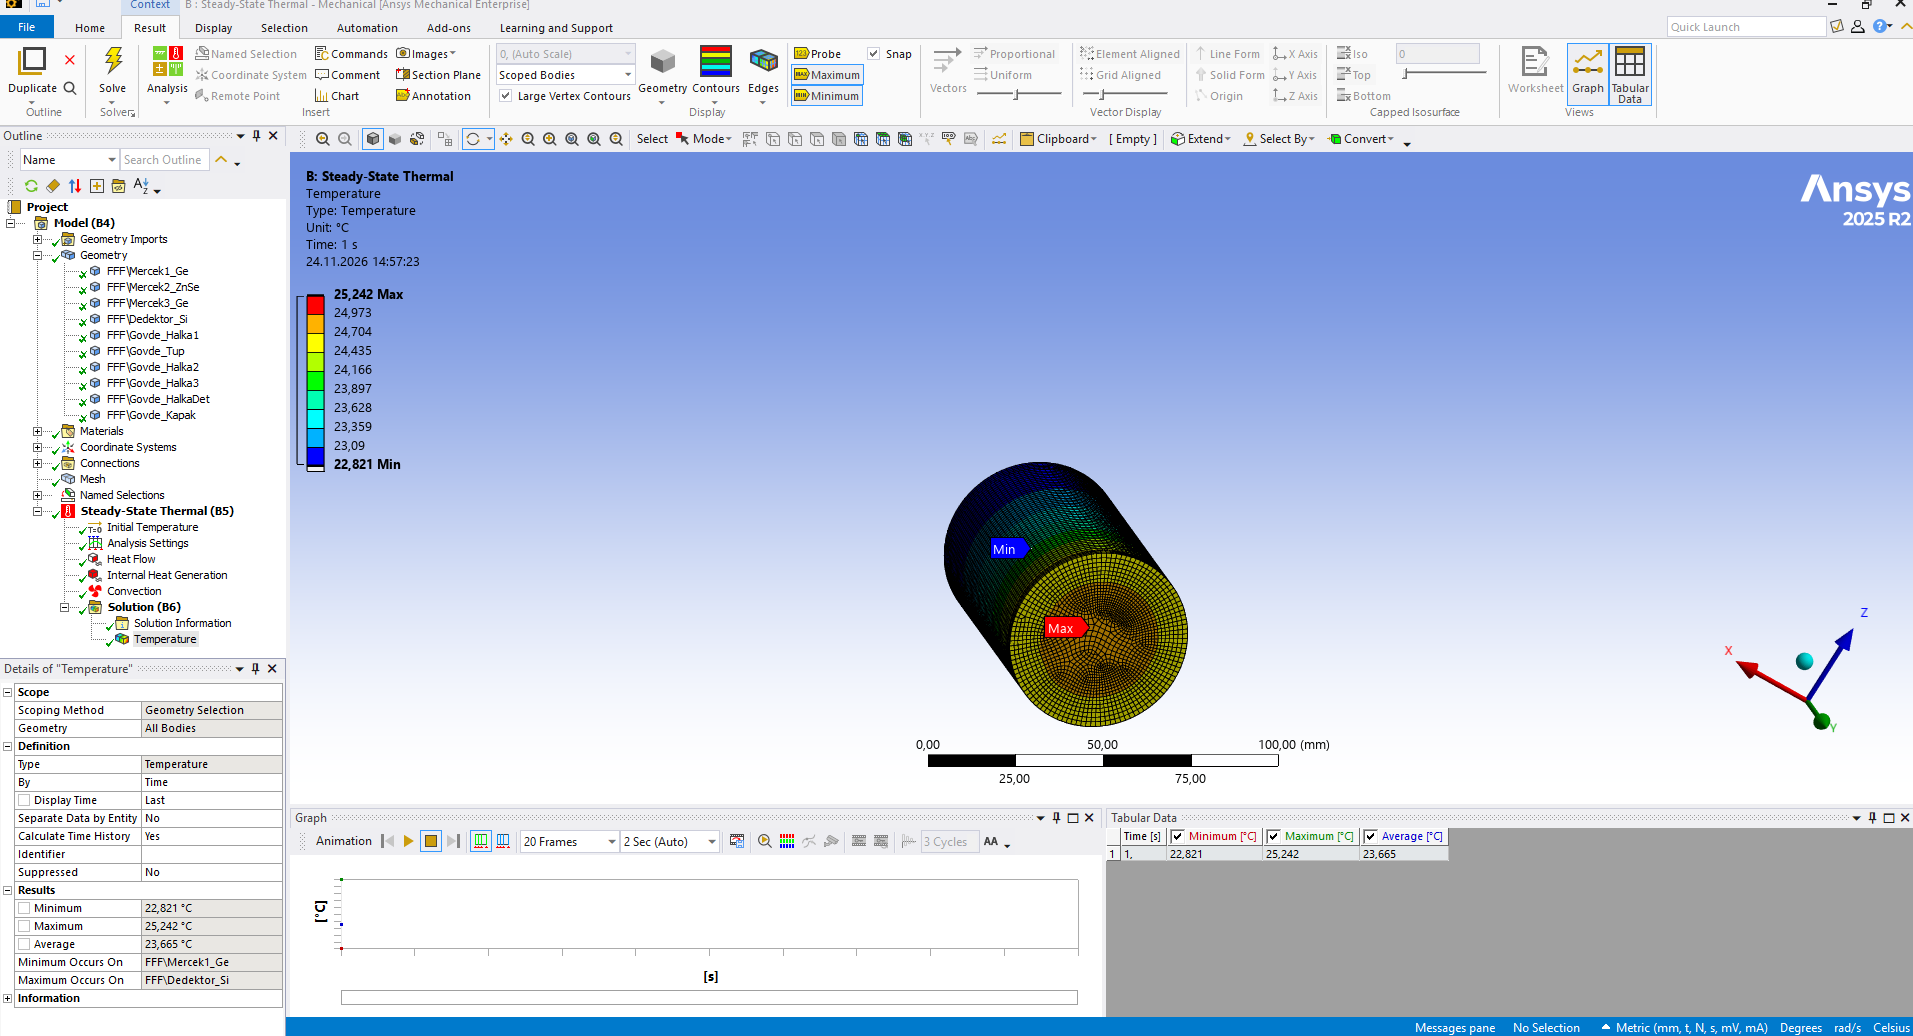 Context
B : Steady-State Thermal - Mechanical [Ansys Mechanical Enterprise]
File
Home
Result
Display
Selection
Automation
Add-ons
Learning and Support
Quick Launch
Duplicate
Outline
Solve
Solver
Analysis
Named Selection
Coordinate System
Remote Point
Commands
Comment
Chart
Images
Section Plane
Annotation
Insert
0, (Auto Scale)
Scoped Bodies
Large Vertex Contours
Geometry
Contours
Edges
Display
Probe
Maximum
Minimum
Snap
Vectors
Proportional
Uniform
Element Aligned
Grid Aligned
Line Form
Solid Form
Origin
X Axis
Y Axis
Z Axis
Vector Display
Iso
Top
Bottom
0
Capped Isosurface
Worksheet
Graph
Tabular Data
Views
Outline
Name
Search Outline
Select
Mode
Clipboard
[ Empty ]
Extend
Select By
Convert
Project
Model (B4)
Geometry Imports
Geometry
FFF\Mercek1_Ge
FFF\Mercek2_ZnSe
FFF\Mercek3_Ge
FFF\Dedektor_Si
FFF\Govde_Halka1
FFF\Govde_Tup
FFF\Govde_Halka2
FFF\Govde_Halka3
FFF\Govde_HalkaDet
FFF\Govde_Kapak
Materials
Coordinate Systems
Connections
Mesh
Named Selections
Steady-State Thermal (B5)
Initial Temperature
Analysis Settings
Heat Flow
Internal Heat Generation
Convection
Solution (B6)
Solution Information
Temperature
B: Steady-State Thermal
Temperature
Type: Temperature
Unit: °C
Time: 1 s
24.11.2026 14:57:23
25,242 Max
24,973
24,704
24,435
24,166
23,897
23,628
23,359
23,09
22,821 Min
Ansys
2025 R2
Min
Max
0,00
50,00
100,00 (mm)
25,00
75,00
X
Z
Y
Details of "Temperature"
Scope
Scoping Method Geometry Selection
Geometry All Bodies
Definition
Type Temperature
By Time
Display Time Last
Separate Data by Entity No
Calculate Time History Yes
Identifier
Suppressed No
Results
Minimum 22,821 °C
Maximum 25,242 °C
Average 23,665 °C
Minimum Occurs On FFF\Mercek1_Ge
Maximum Occurs On FFF\Dedektor_Si
Information
Graph
Animation
20 Frames
2 Sec (Auto)
3 Cycles
AA
[°C]
[s]
Tabular Data
Time [s] Minimum [°C] Maximum [°C] Average [°C]
1 1, 22,821 25,242 23,665
Messages pane
No Selection
Metric (mm, t, N, s, mV, mA)
Degrees
rad/s
Celsius